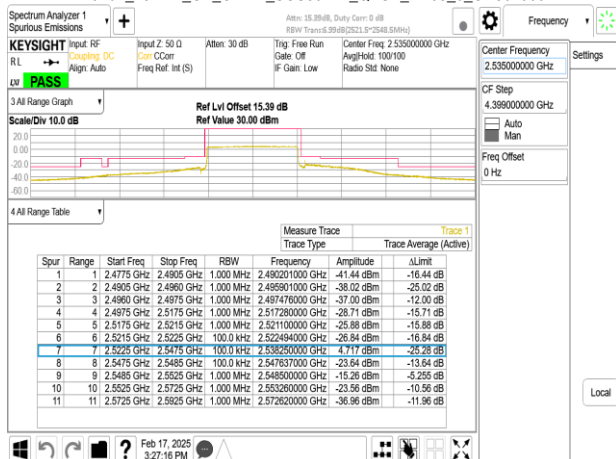 Spectrum Analyzer 1
Spurious Emissions
Attn: 15.39dB, Duty Corr: 0 dB
RBW Trans:6.99dB(2521.5*2548.5MHz)
Frequency
Settings
KEYSIGHT
RL
LXI
PASS
Input: RF
Coupling: DC
Align: Auto
Input Z: 50 Ω
Corr CCorr
Freq Ref: Int (S)
Atten: 30 dB
Trig: Free Run
Gate: Off
IF Gain: Low
Center Freq: 2.535000000 GHz
Avg|Hold: 100/100
Radio Std: None
Center Frequency
2.535000000 GHz
CF Step
4.399000000 GHz
Auto
Man
Freq Offset
0 Hz
Local
3 All Range Graph
Scale/Div 10.0 dB
Ref Lvl Offset 15.39 dB
Ref Value 30.00 dBm
20.0
0.00
-20.0
-40.0
-60.0
4 All Range Table
Measure Trace Trace 1
Trace Type Trace Average (Active)
Spur Range Start Freq Stop Freq RBW Frequency Amplitude ΔLimit
1 1 2.4775 GHz 2.4905 GHz 1.000 MHz 2.490201000 GHz -41.44 dBm -16.44 dB
2 2 2.4905 GHz 2.4960 GHz 1.000 MHz 2.495901000 GHz -38.02 dBm -25.02 dB
3 3 2.4960 GHz 2.4975 GHz 1.000 MHz 2.497476000 GHz -37.00 dBm -12.00 dB
4 4 2.4975 GHz 2.5175 GHz 1.000 MHz 2.517280000 GHz -28.71 dBm -15.71 dB
5 5 2.5175 GHz 2.5215 GHz 1.000 MHz 2.521100000 GHz -25.88 dBm -15.88 dB
6 6 2.5215 GHz 2.5225 GHz 100.0 kHz 2.522494000 GHz -26.84 dBm -16.84 dB
7 7 2.5225 GHz 2.5475 GHz 100.0 kHz 2.538250000 GHz 4.717 dBm -25.28 dB
8 8 2.5475 GHz 2.5485 GHz 100.0 kHz 2.547637000 GHz -23.64 dBm -13.64 dB
9 9 2.5485 GHz 2.5525 GHz 1.000 MHz 2.548500000 GHz -15.26 dBm -5.255 dB
10 10 2.5525 GHz 2.5725 GHz 1.000 MHz 2.553260000 GHz -23.56 dBm -10.56 dB
11 11 2.5725 GHz 2.5925 GHz 1.000 MHz 2.572620000 GHz -36.96 dBm -11.96 dB
Feb 17, 2025
3:27:16 PM